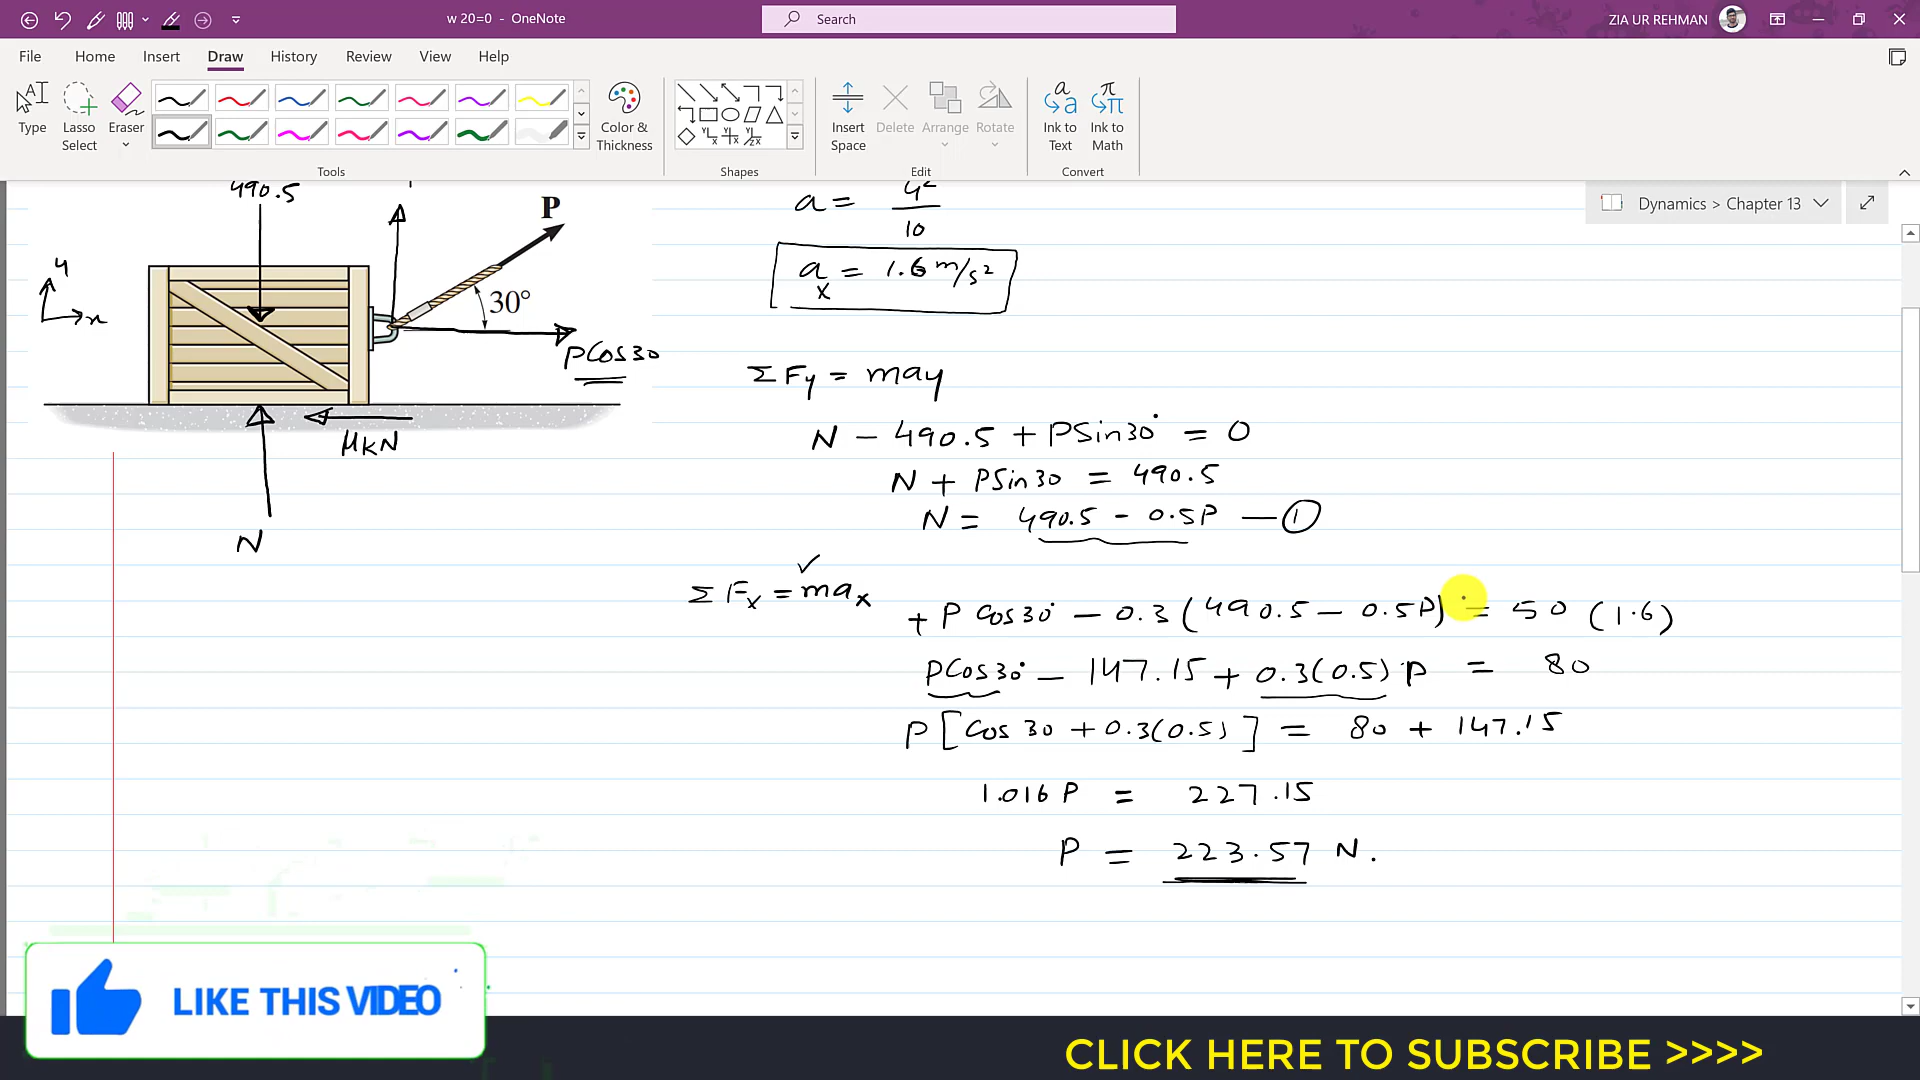 w 20=0 - OneNote
Search
ZIA UR REHMAN
File Home Insert Draw History Review View Help
Type
Lasso Select
Eraser
Color & Thickness
Insert Space
Delete
Arrange
Rotate
Ink to Text
Ink to Math
Tools
Shapes
Edit
Convert
Dynamics > Chapter 13
490.5
P
y
x
30°
PCos30
μkN
N
a = 4²/10
aₓ = 1.6 m/s²
ΣFy = may
N - 490.5 + PSin30° = 0
N + PSin30 = 490.5
N = 490.5 - 0.5P — ①
ΣFx = max ✓
+ P Cos30° - 0.3(490.5 - 0.5P) = 50 (1.6)
PCos30° - 147.15 + 0.3(0.5) P = 80
P[Cos 30 + 0.3(0.5)] = 80 + 147.15
1.016 P = 227.15
P = 223.57 N.
LIKE THIS VIDEO
CLICK HERE TO SUBSCRIBE >>>>